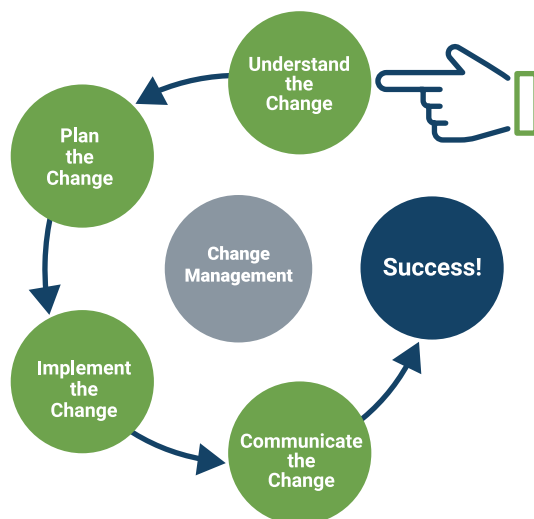 Understand
the
Change
Plan
the
Change
Change
Management
Success!
Implement
the
Change
Communicate
the
Change